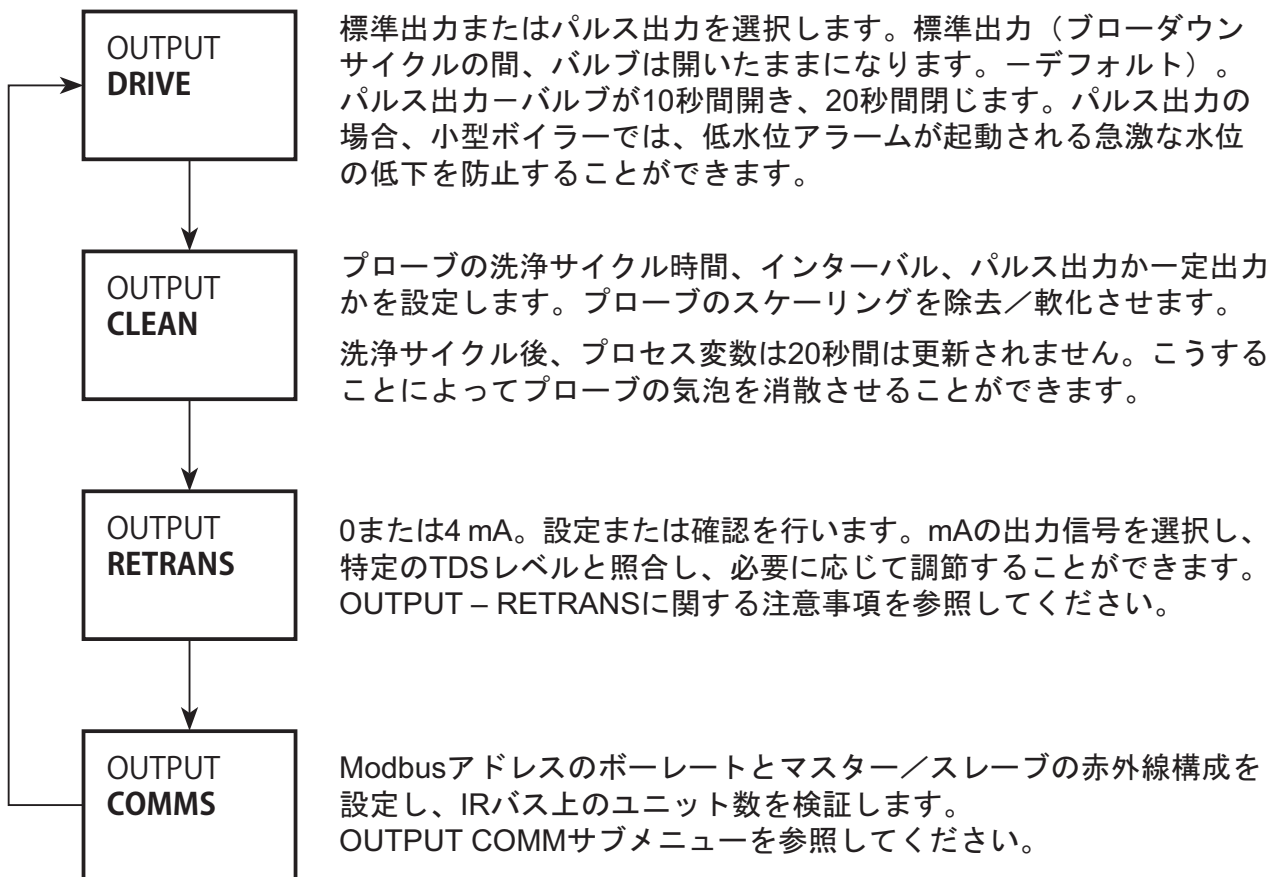 OUTPUT
DRIVE
標準出力またはパルス出力を選択します。標準出力（ブローダウン
サイクルの間、バルブは開いたままになります。－デフォルト）。
パルス出力－バルブが10秒間開き、20秒間閉じます。パルス出力の
場合、小型ボイラーでは、低水位アラームが起動される急激な水位
の低下を防止することができます。
OUTPUT
CLEAN
プローブの洗浄サイクル時間、インターバル、パルス出力か一定出力
かを設定します。プローブのスケーリングを除去／軟化させます。
洗浄サイクル後、プロセス変数は20秒間は更新されません。こうする
ことによってプローブの気泡を消散させることができます。
OUTPUT
RETRANS
0または4 mA。設定または確認を行います。mAの出力信号を選択し、
特定のTDSレベルと照合し、必要に応じて調節することができます。
OUTPUT – RETRANSに関する注意事項を参照してください。
OUTPUT
COMMS
Modbusアドレスのボーレートとマスター／スレーブの赤外線構成を
設定し、IRバス上のユニット数を検証します。
OUTPUT COMMサブメニューを参照してください。